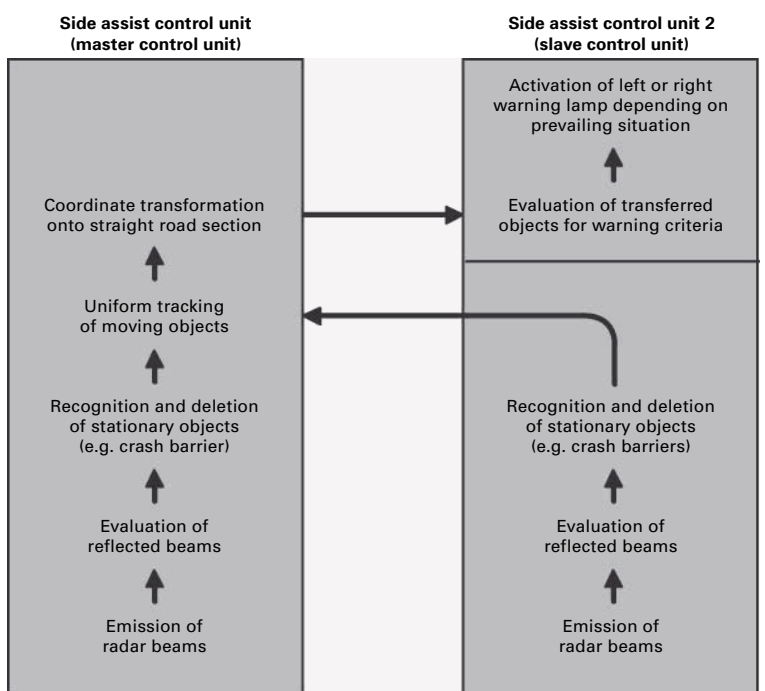 Side assist control unit
(master control unit)
Coordinate transformation
onto straight road section
Uniform tracking
of moving objects
Recognition and deletion
of stationary objects
(e.g. crash barrier)
Evaluation of
reflected beams
Emission of
radar beams
Side assist control unit 2
(slave control unit)
Activation of left or right
warning lamp depending on
prevailing situation
Evaluation of transferred
objects for warning criteria
Recognition and deletion
of stationary objects
(e.g. crash barriers)
Evaluation of
reflected beams
Emission of
radar beams